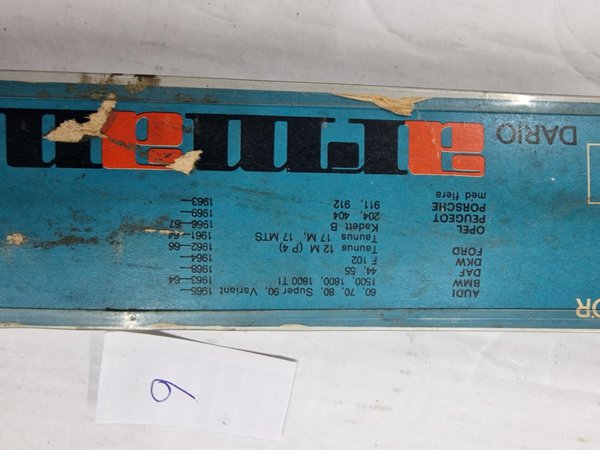 AUDI 60, 70, 80, Super 90, Variant 1965—
BMW 1500, 1800, 1800 TI 1963—64
DAF 44, 55 1968—
DKW F 102 1964—
FORD Taunus 12 M (P4) 1962—66
Taunus 17 M, 17 MTS 1961—64
OPEL Kadett B 1966—67
PEUGEOT 204, 404 1969—
PORSCHE 911, 912 1963—
med flera
DARIO